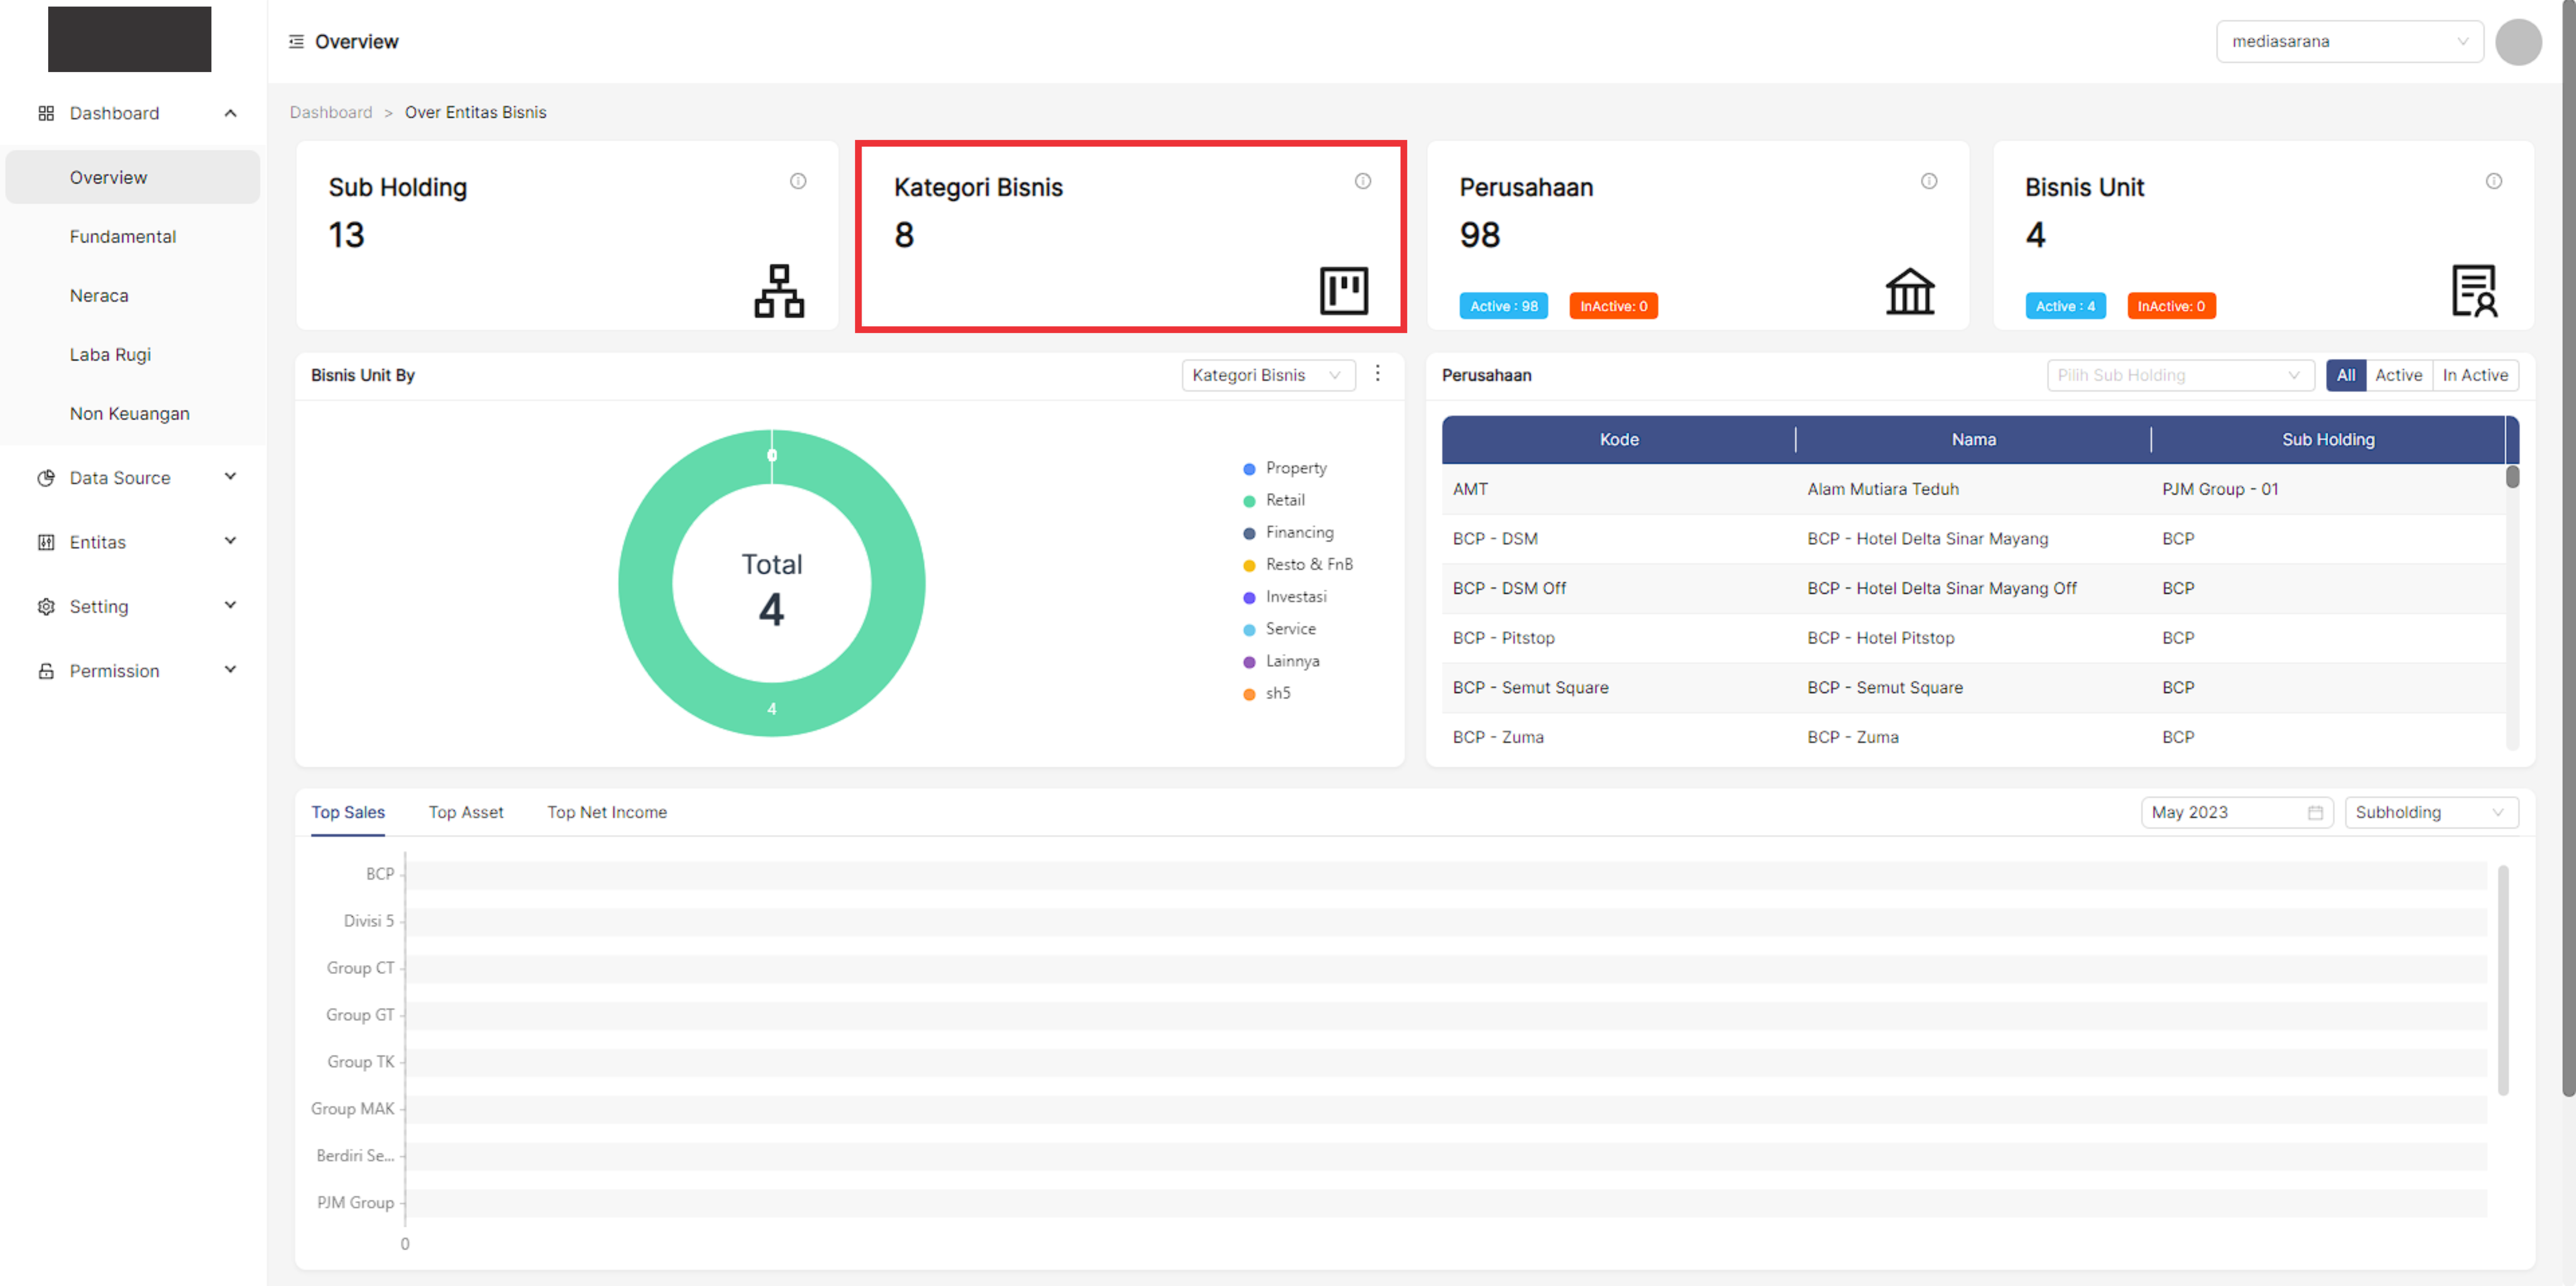 Overview
mediasarana
Dashboard
Overview
Fundamental
Neraca
Laba Rugi
Non Keuangan
Data Source
Entitas
Setting
Permission
Dashboard > Over Entitas Bisnis
Sub Holding
13
Kategori Bisnis
8
Perusahaan
98
Active : 98 InActive: 0
Bisnis Unit
4
Active : 4 InActive: 0
Bisnis Unit By
Kategori Bisnis
0
Total
4
4
Property
Retail
Financing
Resto & FnB
Investasi
Service
Lainnya
sh5
Perusahaan
Pilih Sub Holding
All Active In Active
Kode Nama Sub Holding
AMT Alam Mutiara Teduh PJM Group - 01
BCP - DSM BCP - Hotel Delta Sinar Mayang BCP
BCP - DSM Off BCP - Hotel Delta Sinar Mayang Off BCP
BCP - Pitstop BCP - Hotel Pitstop BCP
BCP - Semut Square BCP - Semut Square BCP
BCP - Zuma BCP - Zuma BCP
Top Sales Top Asset Top Net Income
May 2023
Subholding
BCP
Divisi 5
Group CT
Group GT
Group TK
Group MAK
Berdiri Se...
PJM Group
0